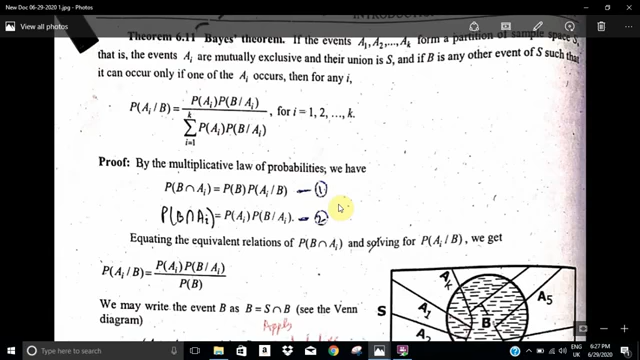 New Doc 06-29-2020 1.jpg
Theorem 6.11 Bayes' theorem. If the events A₁, A₂,..., Aₖ form a partition of sample space S,
that is, the events Aᵢ are mutually exclusive and their union is S, and if B is any other event of S such that
it can occur only if one of the Aᵢ occurs, then for any i,
P(Aᵢ / B) = P(Aᵢ)P(B / Aᵢ) / ∑ᵢ₌₁ᵏ P(Aᵢ)P(B / Aᵢ), for i = 1, 2, ..., k.
Proof: By the multiplicative law of probabilities, we have
P(B ∩ Aᵢ) = P(B) P(Aᵢ / B) — ①
P(B ∩ Aᵢ) = P(Aᵢ) P(B / Aᵢ). — ②
Equating the equivalent relations of P(B ∩ Aᵢ) and solving for P(Aᵢ / B), we get
P(Aᵢ / B) = P(Aᵢ)P(B / Aᵢ) / P(B)
We may write the event B as B = S ∩ B (see the Venn
diagram)
S
Aₖ
A₁
A₂
B
A₅
Type here to search
ENG
UK
6:27 PM
6/29/2020